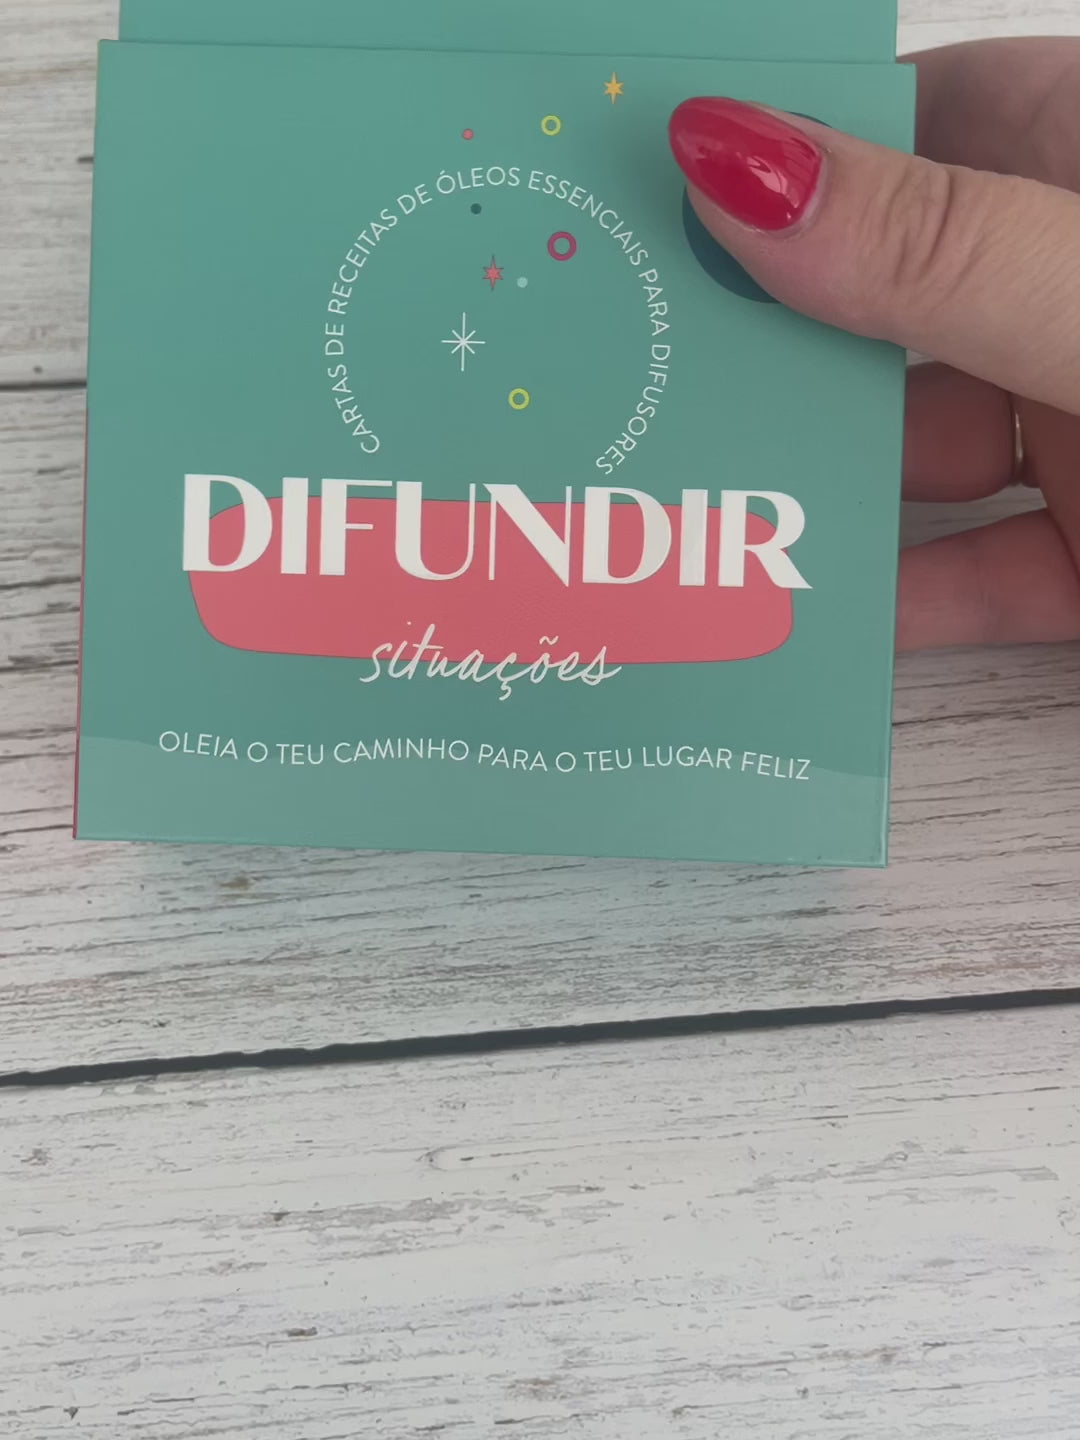 CARTAS DE RECEITAS DE ÓLEOS ESSENCIAIS PARA DIFUSORES
DIFUNDIR
situações
OLEIA O TEU CAMINHO PARA O TEU LUGAR FELIZ